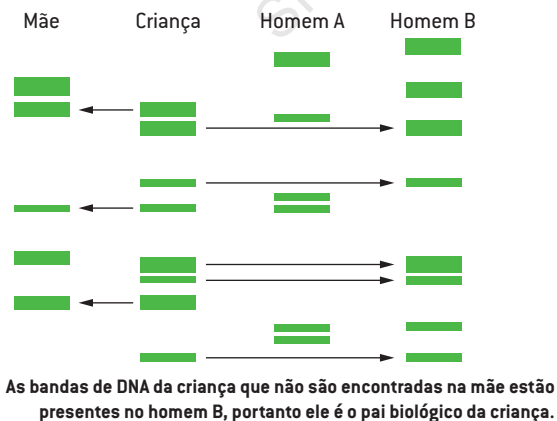 Mãe Criança Homem A Homem B
As bandas de DNA da criança que não são encontradas na mãe estão
presentes no homem B, portanto ele é o pai biológico da criança.